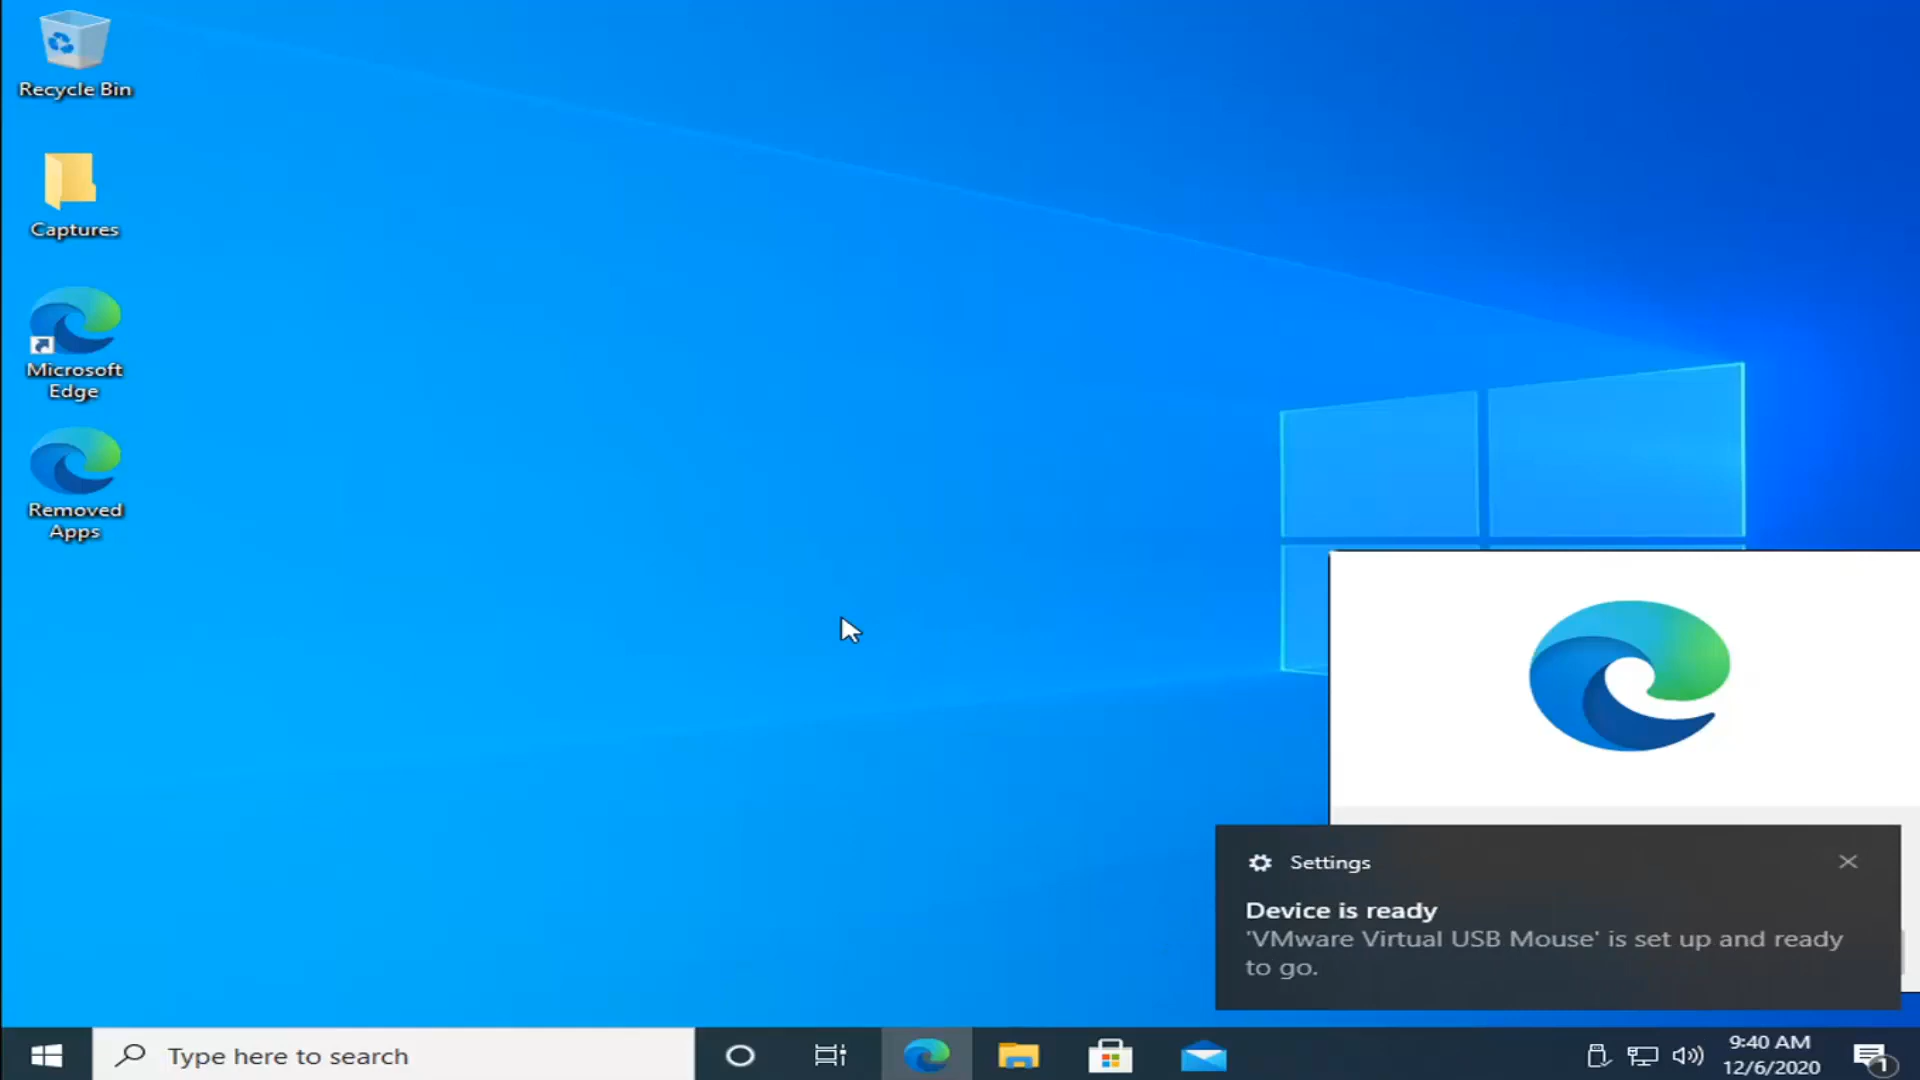 Recycle Bin
Captures
Microsoft
Edge
Removed
Apps
Settings
Device is ready
'VMware Virtual USB Mouse' is set up and ready
to go.
Type here to search
9:40 AM
12/6/2020
1